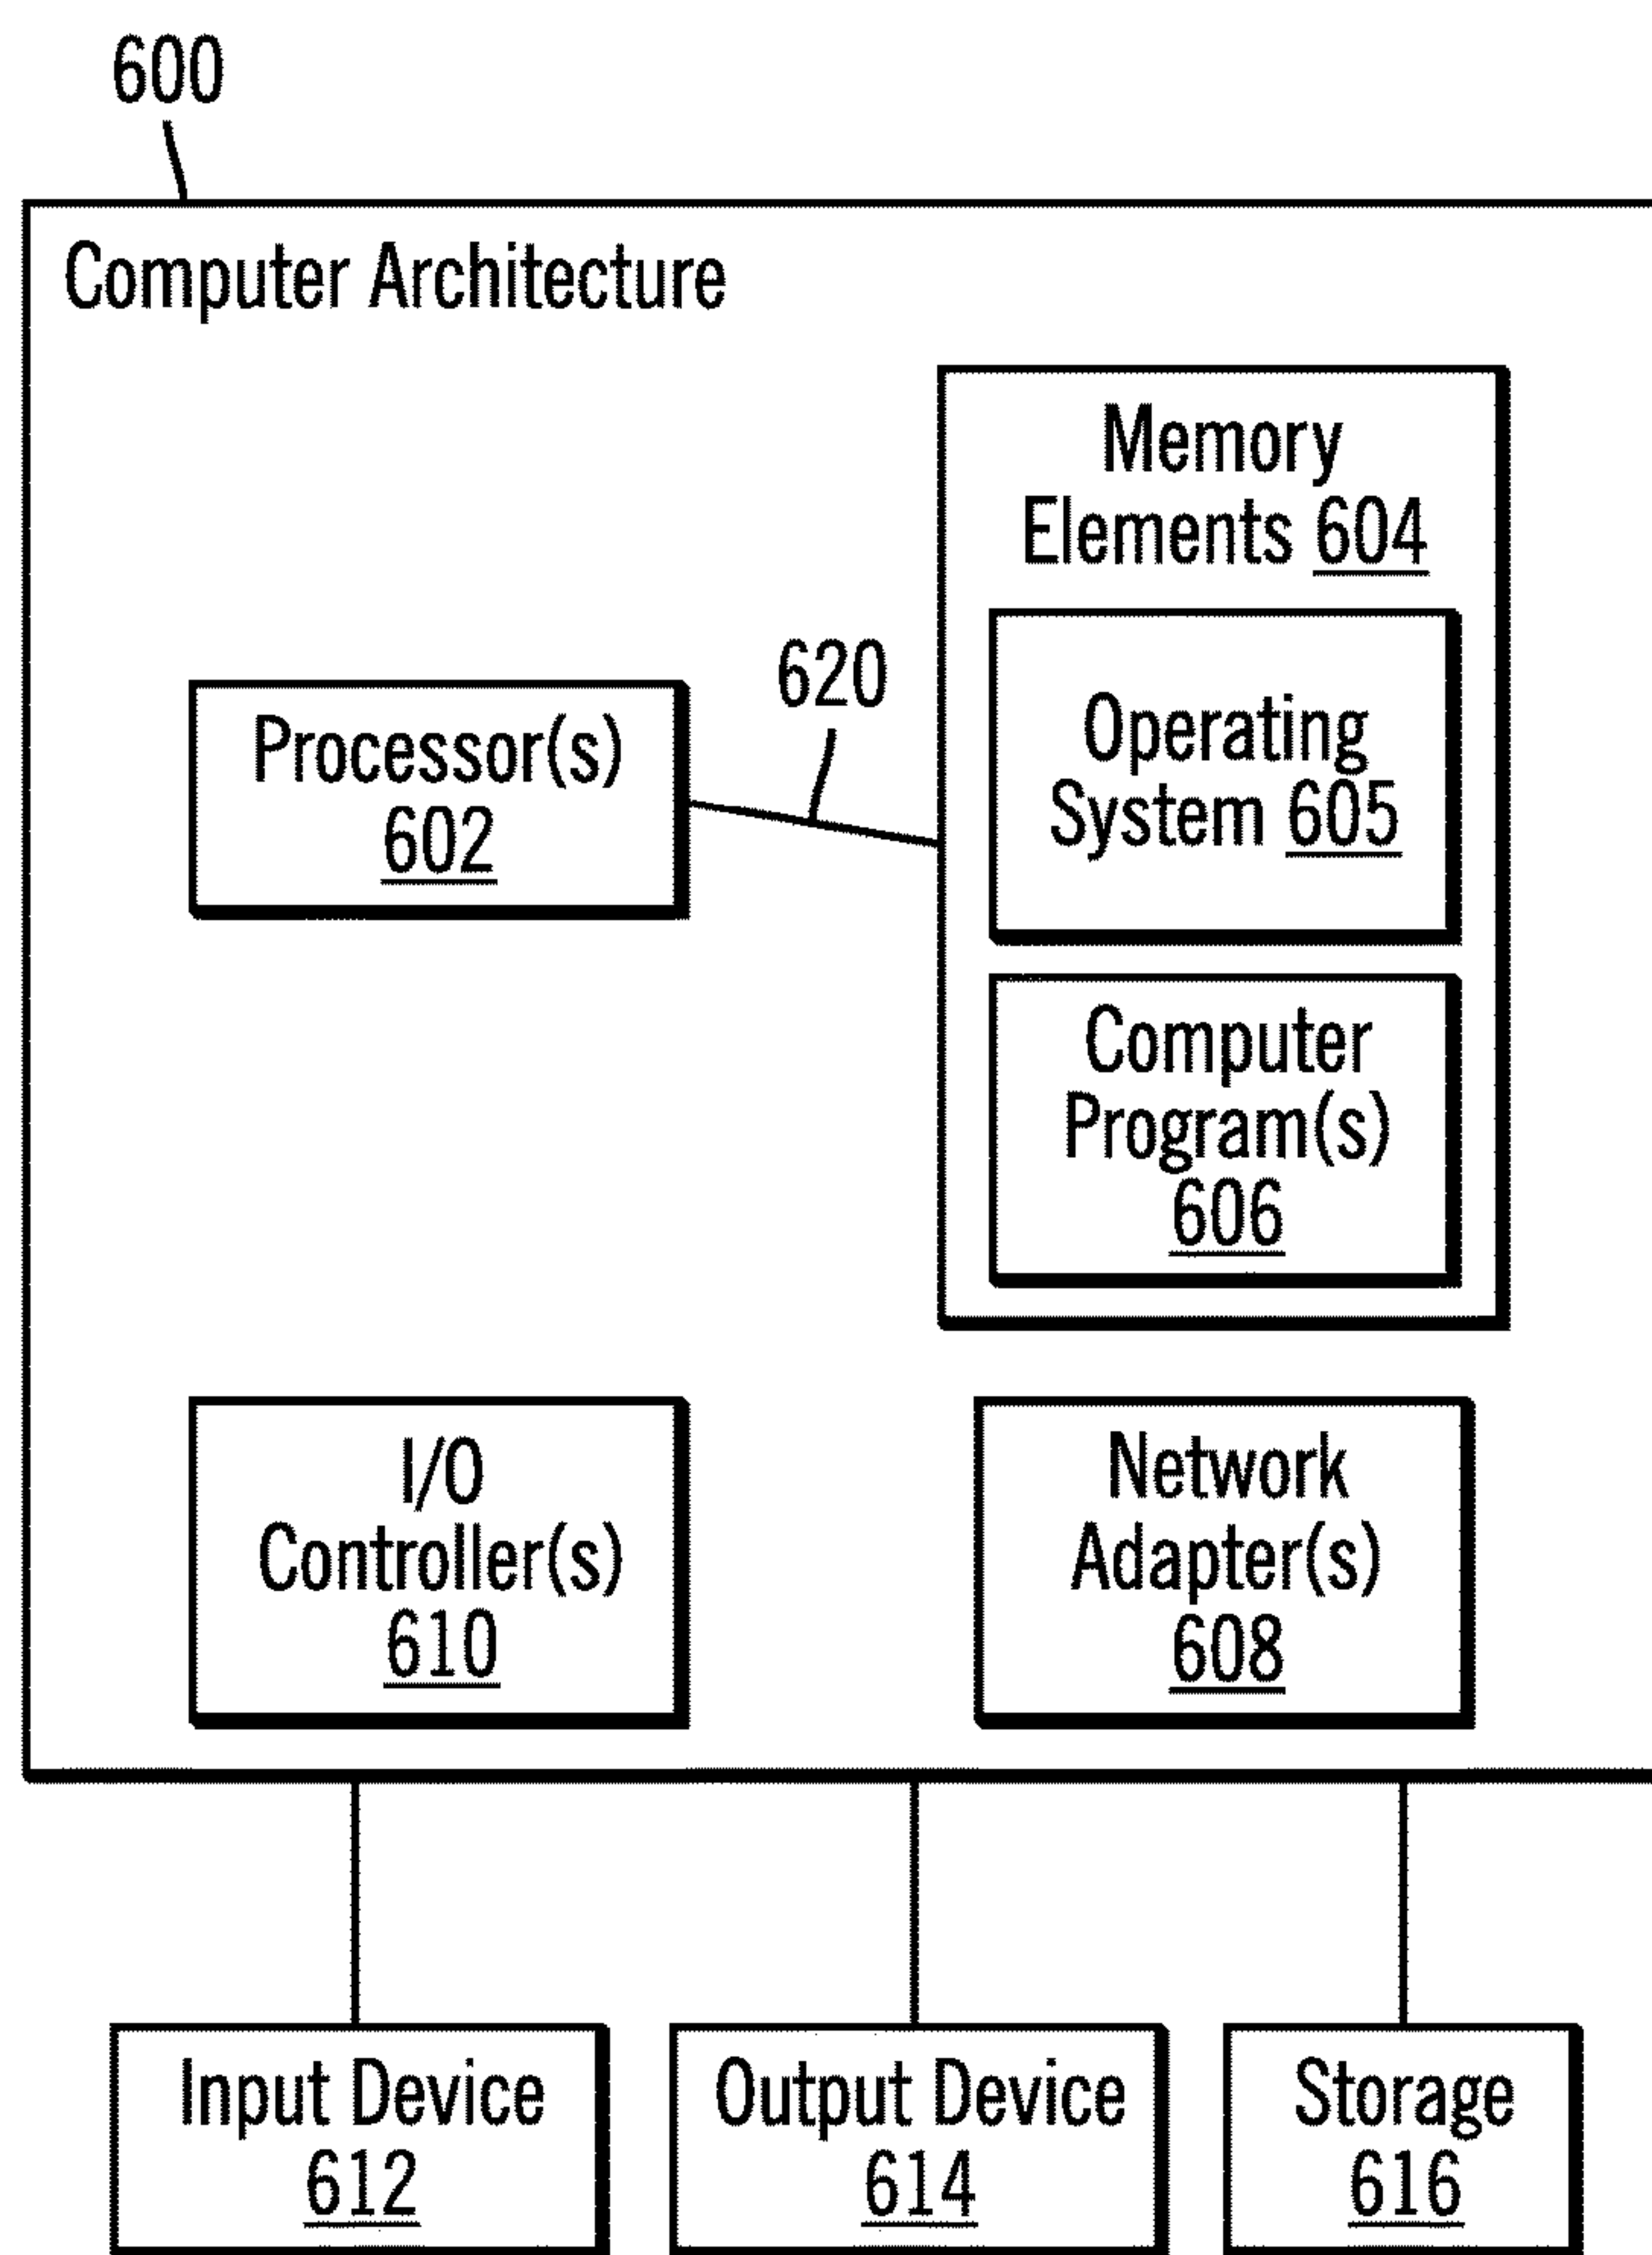 600
Computer Architecture
Memory
Elements 604
620
Processor(s)
602
Operating
System 605
Computer
Program(s)
606
I/O
Controller(s)
610
Network
Adapter(s)
608
Input Device
612
Output Device
614
Storage
616